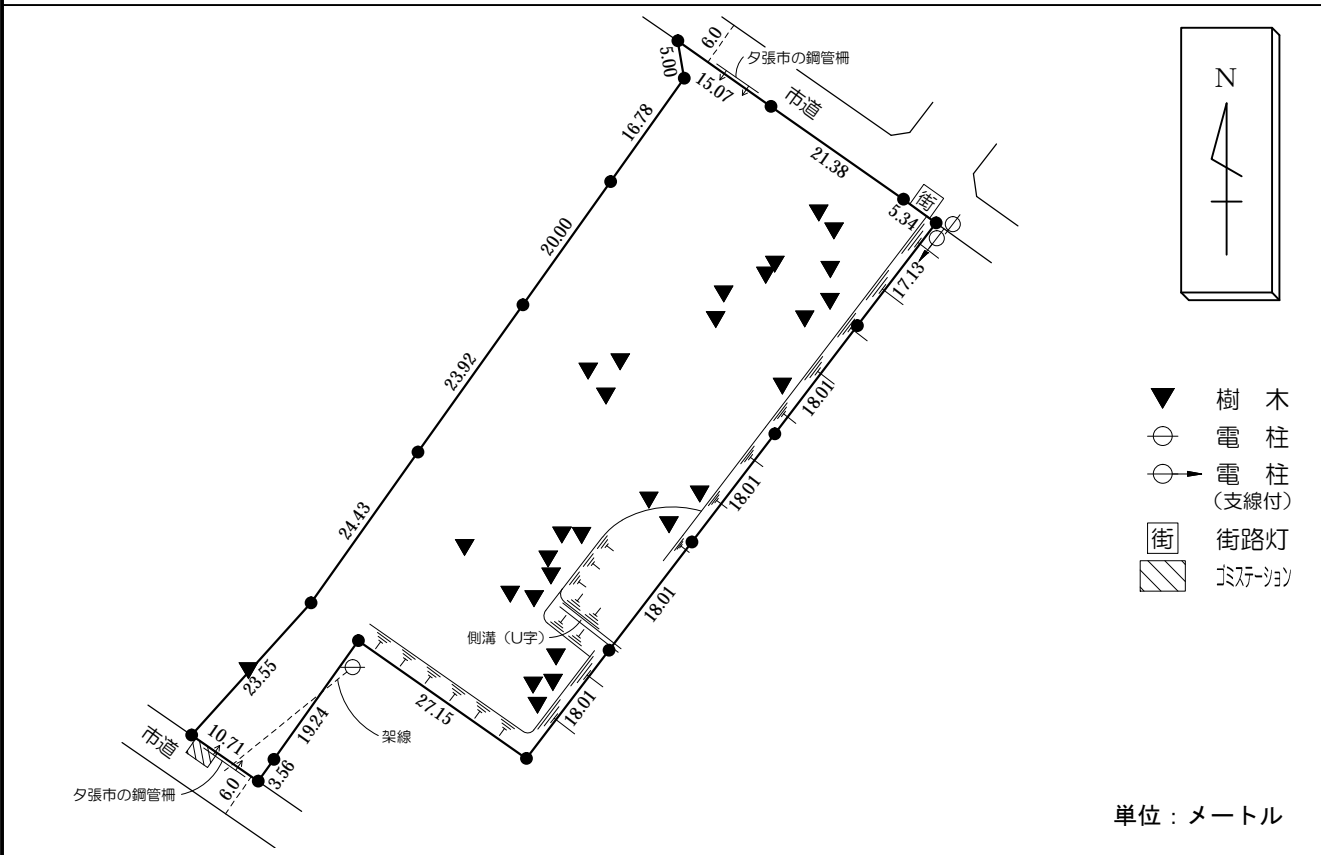 6.0
夕張市の鋼管柵
5.00
15.07
市道
N
16.78
21.38
街
5.34
20.00
17.13
23.92
18.01
樹 木
電 柱
電 柱
(支線付)
街 街路灯
ゴミステーション
18.01
24.43
18.01
側溝（U字）
23.55
19.24
27.15
18.01
架線
市道
10.71
3.56
6.0
夕張市の鋼管柵
単位：メートル